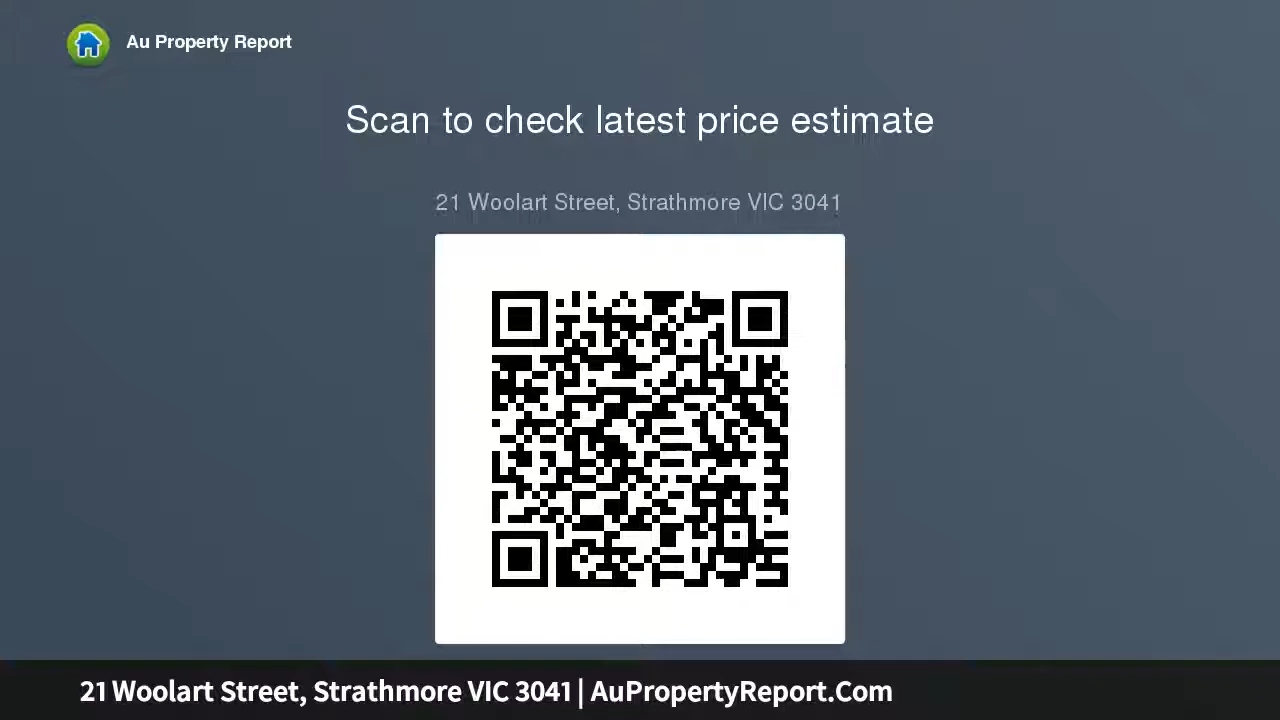 Au Property Report
Scan to check latest price estimate
21 Woolart Street, Strathmore VIC 3041
21 Woolart Street, Strathmore VIC 3041 | AuPropertyReport.Com